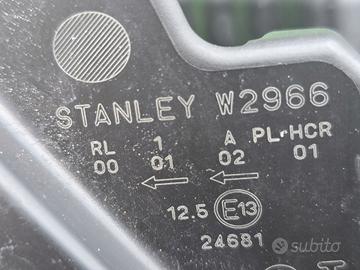 STANLEY W2966
RL 1 A PL·HCR
00 01 02 01
12.5 E13
24681
subito